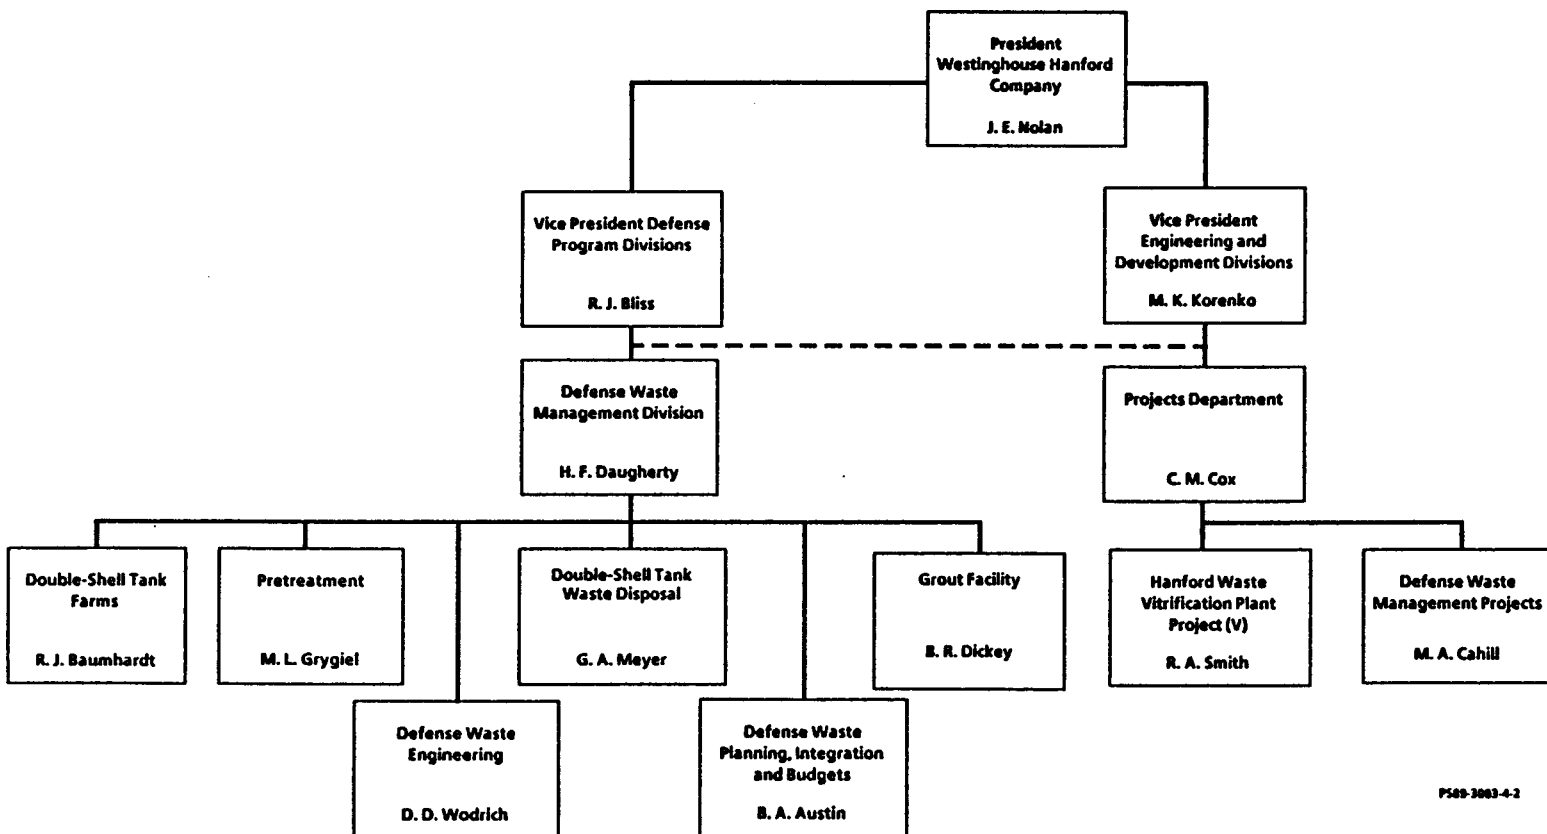 President
Westinghouse Hanford
Company
J. E. Nolan
Vice President Defense
Program Divisions
R. J. Bliss
Vice President
Engineering and
Development Divisions
M. K. Korenko
Defense Waste
Management Division
H. F. Daugherty
Projects Department
C. M. Cox
Double-Shell Tank
Farms
R. J. Baumhardt
Pretreatment
M. L. Grygiel
Double-Shell Tank
Waste Disposal
G. A. Meyer
Grout Facility
B. R. Dickey
Hanford Waste
Vitrification Plant
Project (V)
R. A. Smith
Defense Waste
Management Projects
M. A. Cahill
Defense Waste
Engineering
D. D. Wodrich
Defense Waste
Planning, Integration
and Budgets
B. A. Austin
PS89-3083-4-2